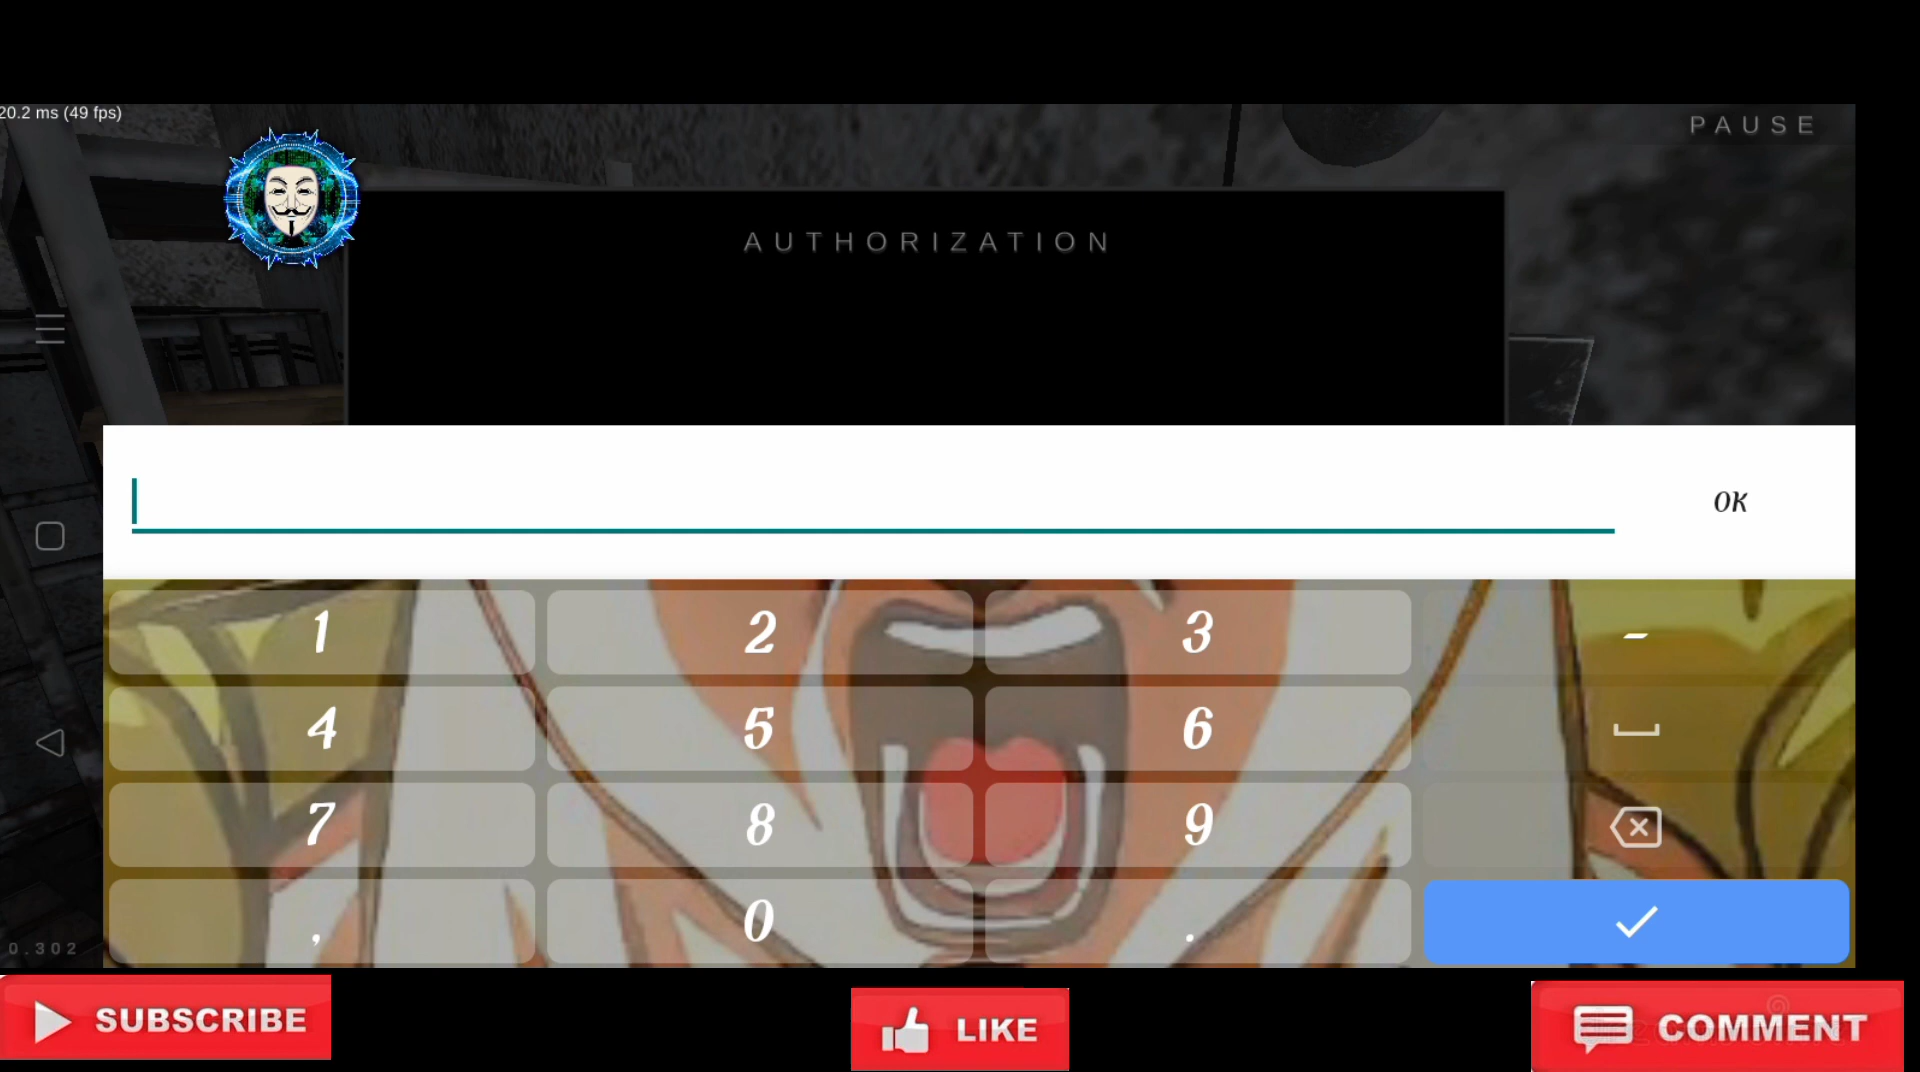 20.2 ms (49 fps)
PAUSE
AUTHORIZATION
OK
1 2 3 -
4 5 6
7 8 9
, 0 .
0.302
SUBSCRIBE
LIKE
COMMENT